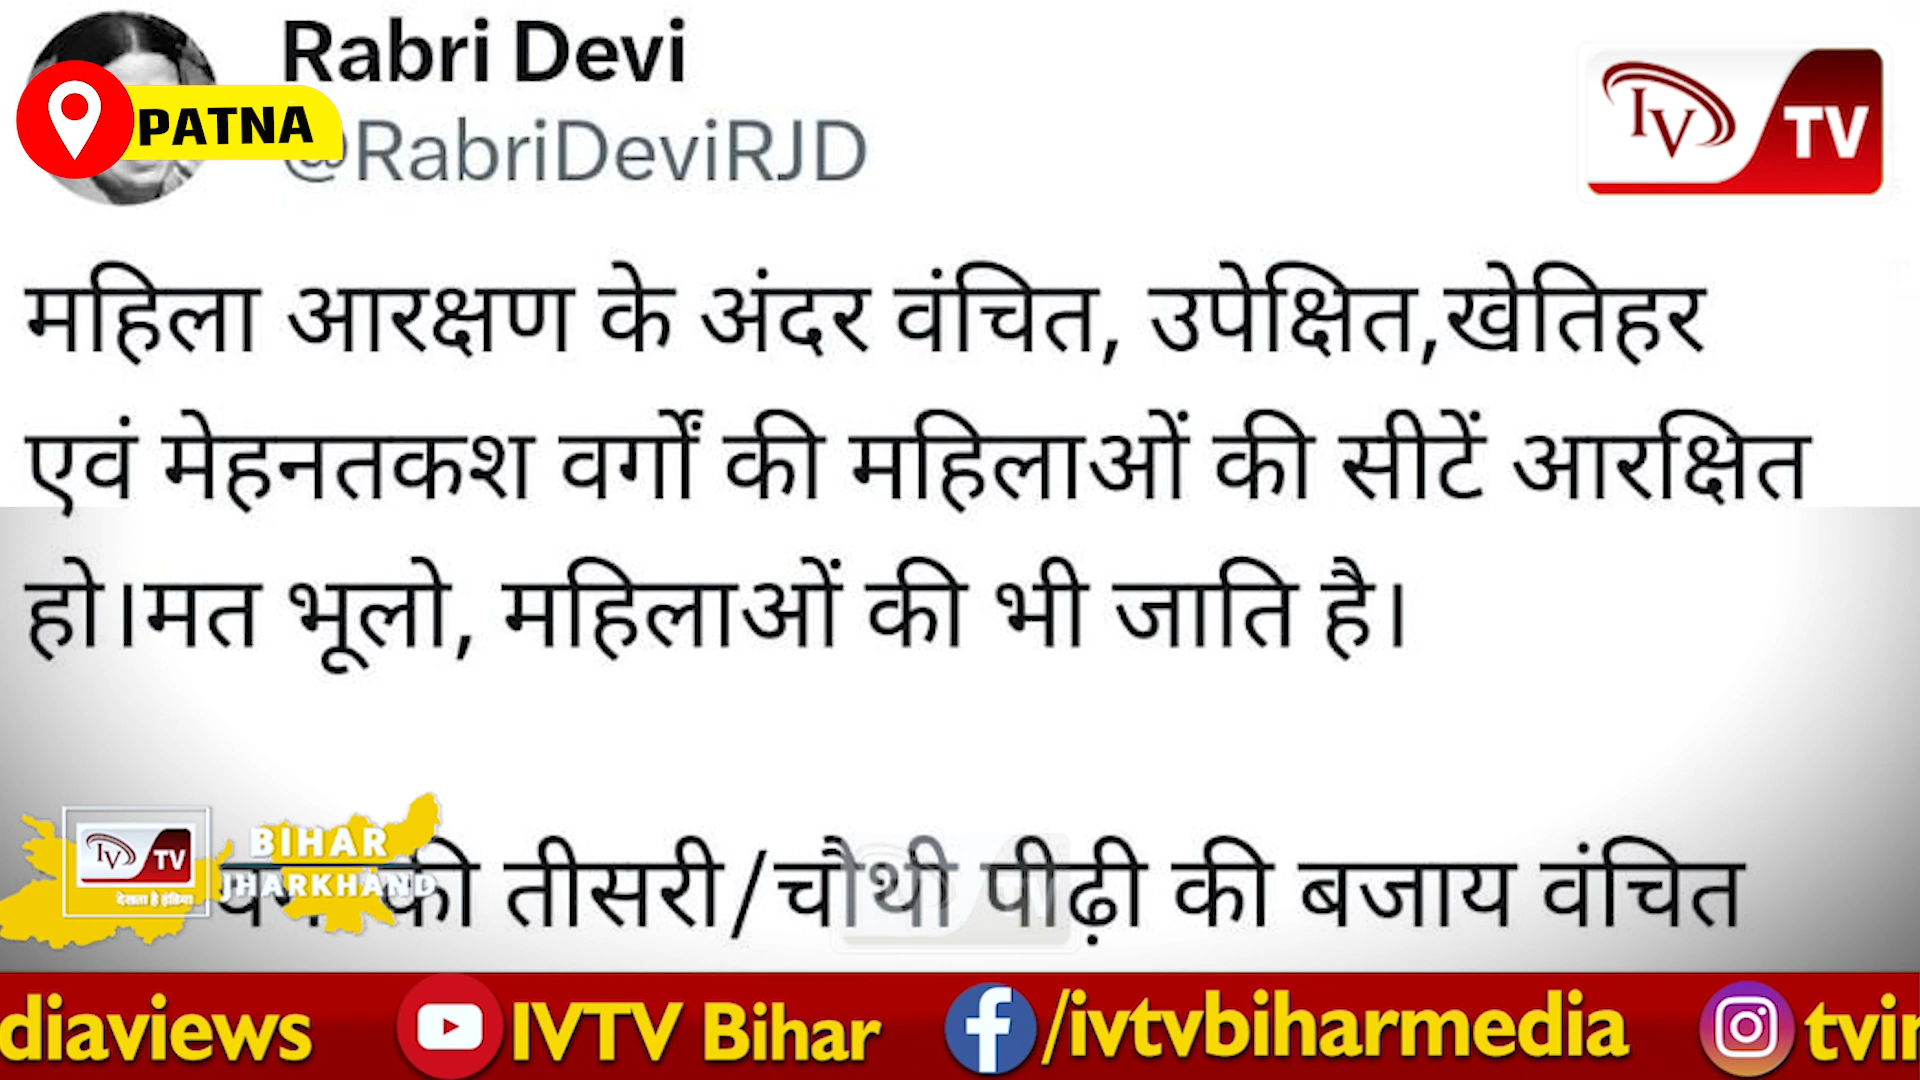 Rabri Devi
PATNA
@RabriDeviRJD
IV TV
महिला आरक्षण के अंदर वंचित, उपेक्षित,खेतिहर
एवं मेहनतकश वर्गों की महिलाओं की सीटें आरक्षित
हो।मत भूलो, महिलाओं की भी जाति है।
की तीसरी/चौथी पीढ़ी की बजाय वंचित
IV TV
देखता है इंडिया
BIHAR
JHARKHAND
diaviews IVTV Bihar /ivtvbiharmedia